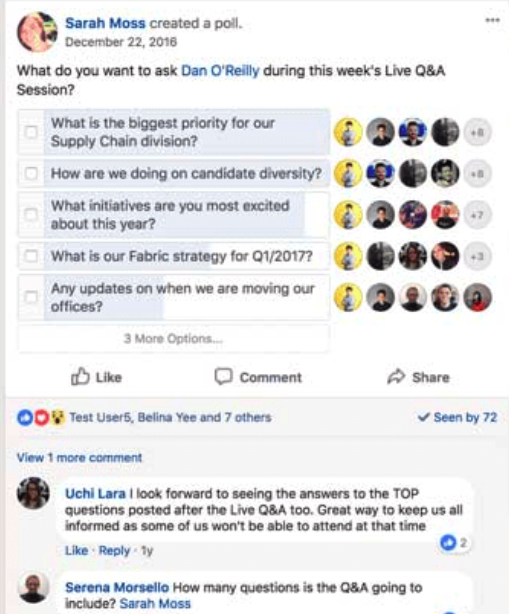 Sarah Moss created a poll.
December 22, 2016
What do you want to ask Dan O'Reilly during this week's Live Q&A
Session?
What is the biggest priority for our
Supply Chain division?
+8
How are we doing on candidate diversity?
+8
What initiatives are you most excited
about this year?
+7
What is our Fabric strategy for Q1/2017?
+3
Any updates on when we are moving our
offices?
3 More Options...
Like
Comment
Share
Test User5, Belina Yee and 7 others
Seen by 72
View 1 more comment
Uchi Lara I look forward to seeing the answers to the TOP
questions posted after the Live Q&A too. Great way to keep us all
informed as some of us won't be able to attend at that time
2
Like · Reply · 1y
Serena Morsello How many questions is the Q&A going to
include? Sarah Moss